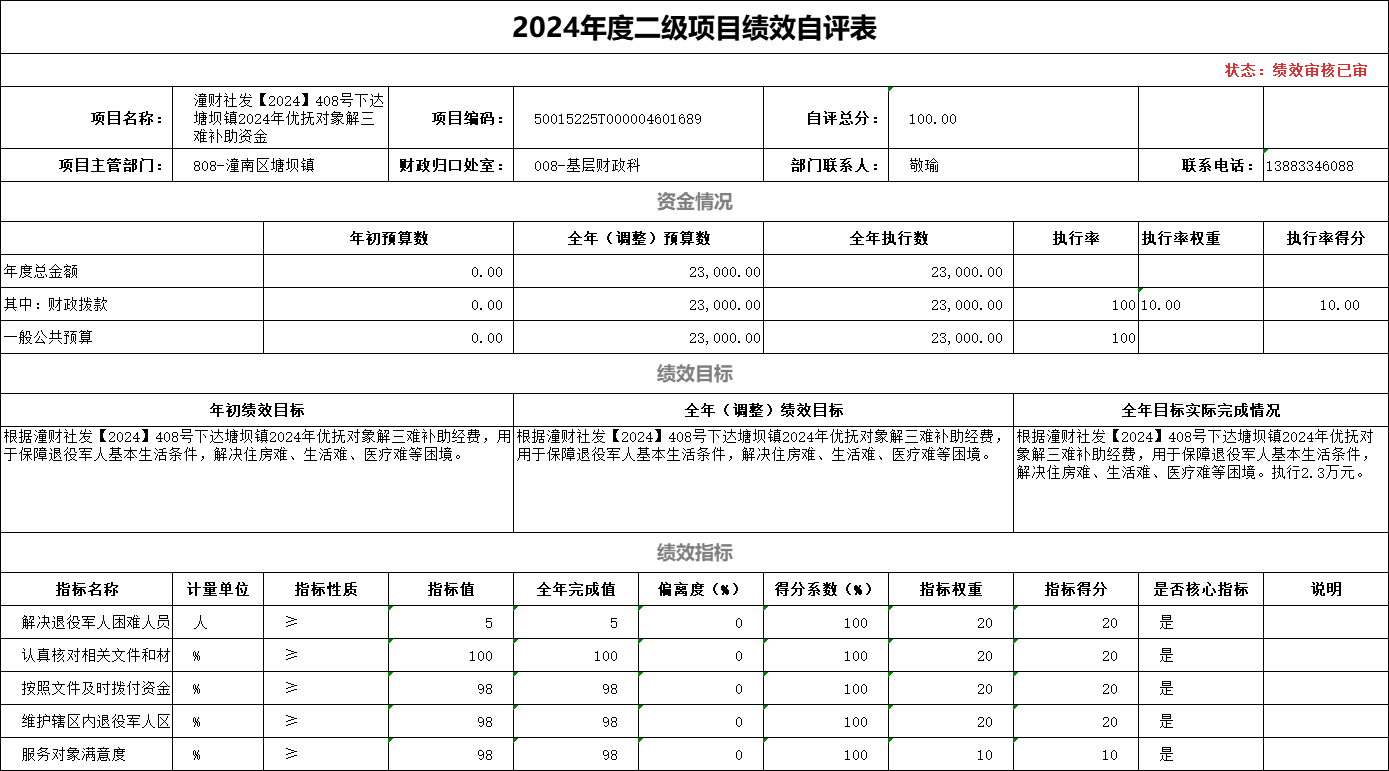 2024年度二级项目绩效自评表
状态：绩效审核已审
项目名称： 潼财社发【2024】408号下达 项目编码： 50015225T000004601689 自评总分： 100.00
塘坝镇2024年优抚对象解三
难补助资金
项目主管部门： 808-潼南区塘坝镇 财政归口处室： 008-基层财政科 部门联系人： 敬瑜 联系电话： 13883346088
资金情况
年初预算数 全年（调整）预算数 全年执行数 执行率 执行率权重 执行率得分
年度总金额 0.00 23,000.00 23,000.00
其中：财政拨款 0.00 23,000.00 23,000.00 100 10.00 10.00
一般公共预算 0.00 23,000.00 23,000.00 100
绩效目标
年初绩效目标 全年（调整）绩效目标 全年目标实际完成情况
根据潼财社发【2024】408号下达塘坝镇2024年优抚对象解三难补助经费，用
于保障退役军人基本生活条件，解决住房难、生活难、医疗难等困境。
根据潼财社发【2024】408号下达塘坝镇2024年优抚对象解三难补助经费，
用于保障退役军人基本生活条件，解决住房难、生活难、医疗难等困境。
根据潼财社发【2024】408号下达塘坝镇2024年优抚对
象解三难补助经费，用于保障退役军人基本生活条件，
解决住房难、生活难、医疗难等困境。执行2.3万元。
绩效指标
指标名称 计量单位 指标性质 指标值 全年完成值 偏离度（%） 得分系数（%） 指标权重 指标得分 是否核心指标 说明
解决退役军人困难人员 人 ≥ 5 5 0 100 20 20 是
认真核对相关文件和材 % ≥ 100 100 0 100 20 20 是
按照文件及时拨付资金 % ≥ 98 98 0 100 20 20 是
维护辖区内退役军人区 % ≥ 98 98 0 100 20 20 是
服务对象满意度 % ≥ 98 98 0 100 10 10 是